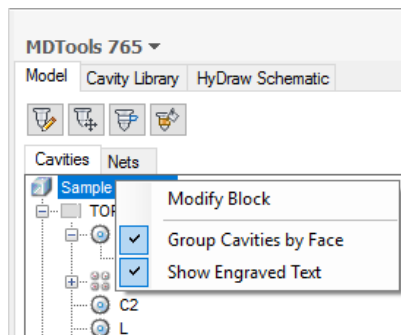 MDTools 765
Model Cavity Library HyDraw Schematic
Cavities Nets
Sample
Modify Block
TOP
Group Cavities by Face
Show Engraved Text
C2
L